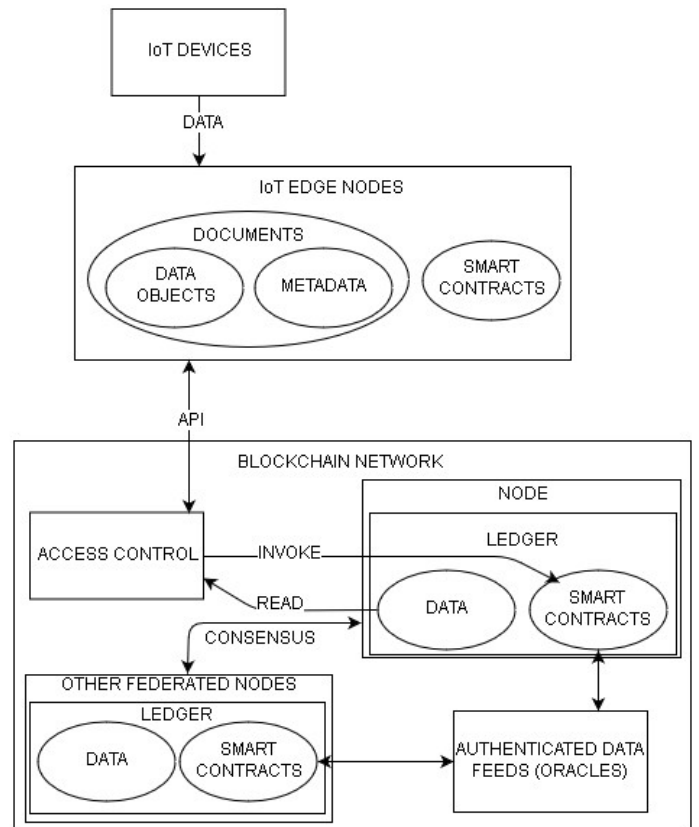 IoT DEVICES
DATA
IoT EDGE NODES
DOCUMENTS
DATA
OBJECTS
METADATA
SMART
CONTRACTS
API
BLOCKCHAIN NETWORK
NODE
LEDGER
ACCESS CONTROL
INVOKE
READ
DATA
SMART
CONTRACTS
CONSENSUS
OTHER FEDERATED NODES
LEDGER
DATA
SMART
CONTRACTS
AUTHENTICATED DATA
FEEDS (ORACLES)